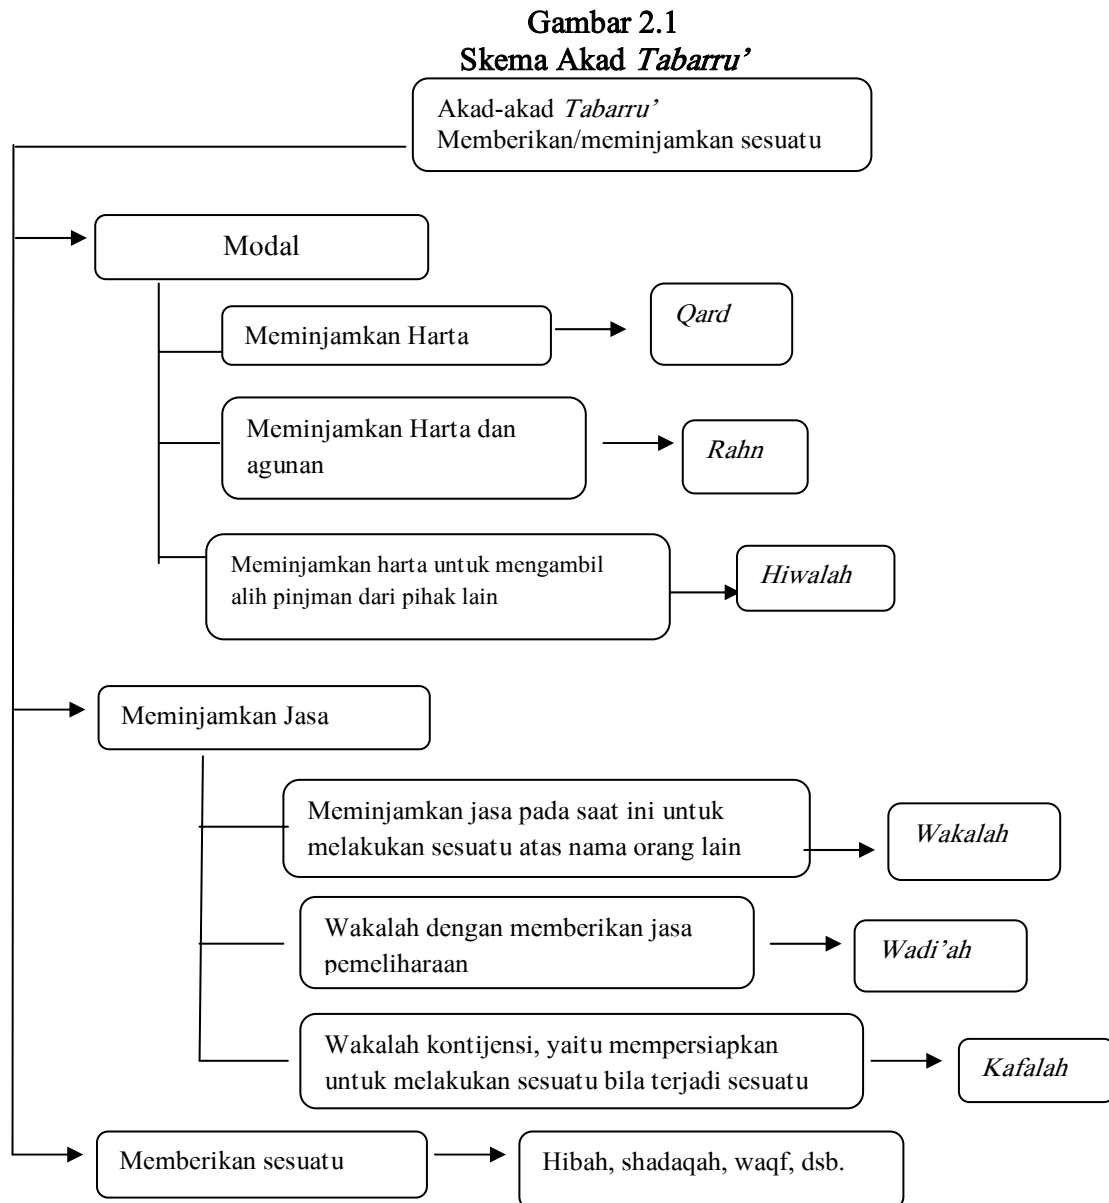 Gambar 2.1
Skema Akad Tabarru’
Akad-akad Tabarru’
Memberikan/meminjamkan sesuatu
Modal
Meminjamkan Harta
Qard
Meminjamkan Harta dan
agunan
Rahn
Meminjamkan harta untuk mengambil
alih pinjman dari pihak lain
Hiwalah
Meminjamkan Jasa
Meminjamkan jasa pada saat ini untuk
melakukan sesuatu atas nama orang lain
Wakalah
Wakalah dengan memberikan jasa
pemeliharaan
Wadi’ah
Wakalah kontijensi, yaitu mempersiapkan
untuk melakukan sesuatu bila terjadi sesuatu
Kafalah
Memberikan sesuatu
Hibah, shadaqah, waqf, dsb.